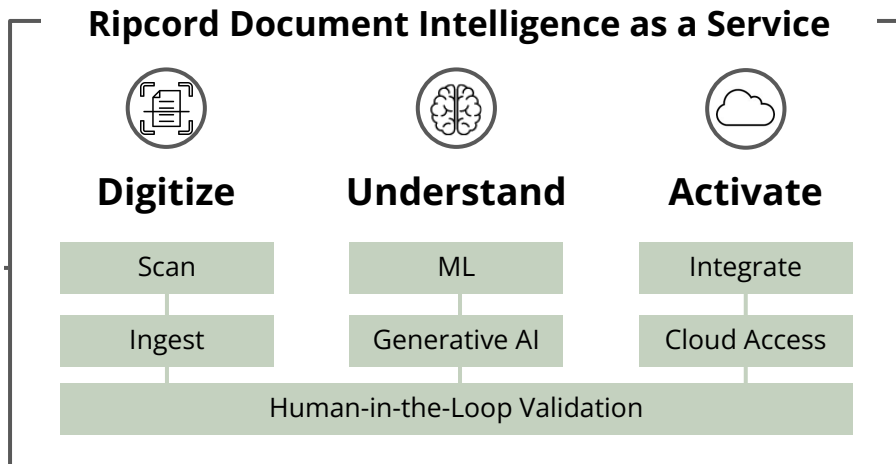 Ripcord Document Intelligence as a Service
Digitize
Understand
Activate
Scan
ML
Integrate
Ingest
Generative AI
Cloud Access
Human-in-the-Loop Validation